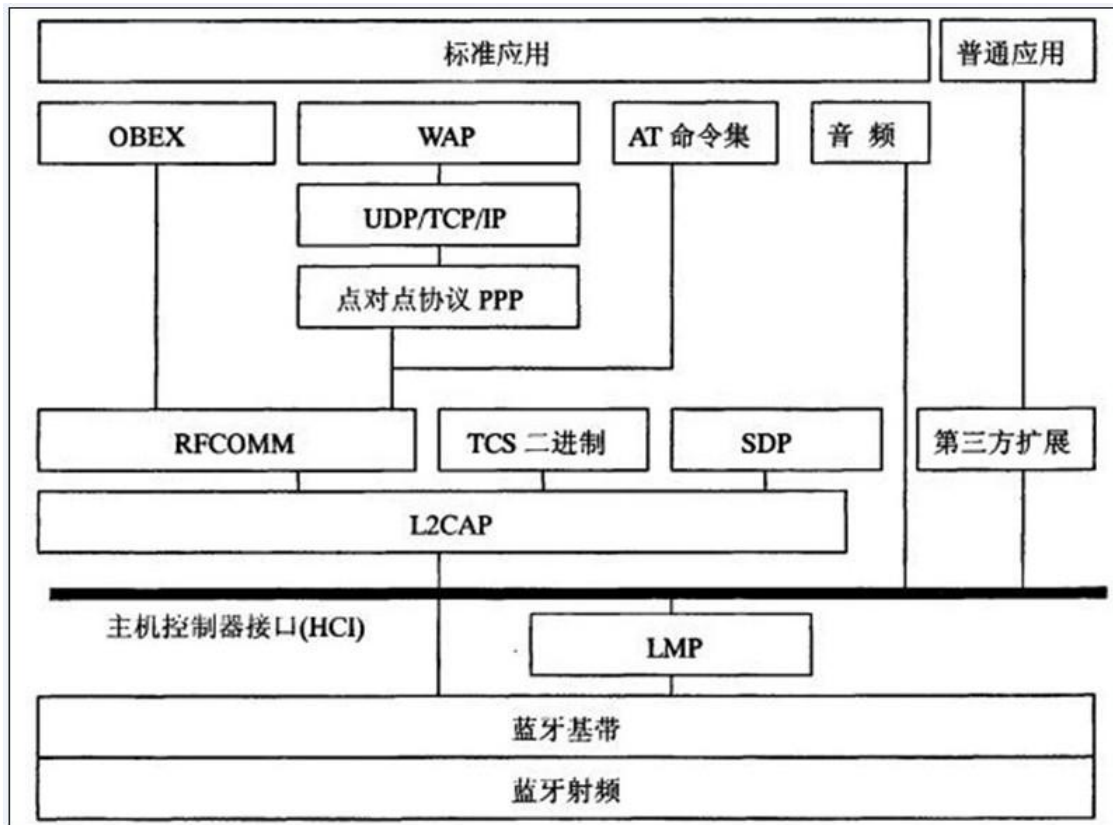 标准应用
普通应用
OBEX
WAP
AT 命令集
音 频
UDP/TCP/IP
点对点协议 PPP
RFCOMM
TCS 二进制
SDP
第三方扩展
L2CAP
主机控制器接口(HCI)
LMP
蓝牙基带
蓝牙射频